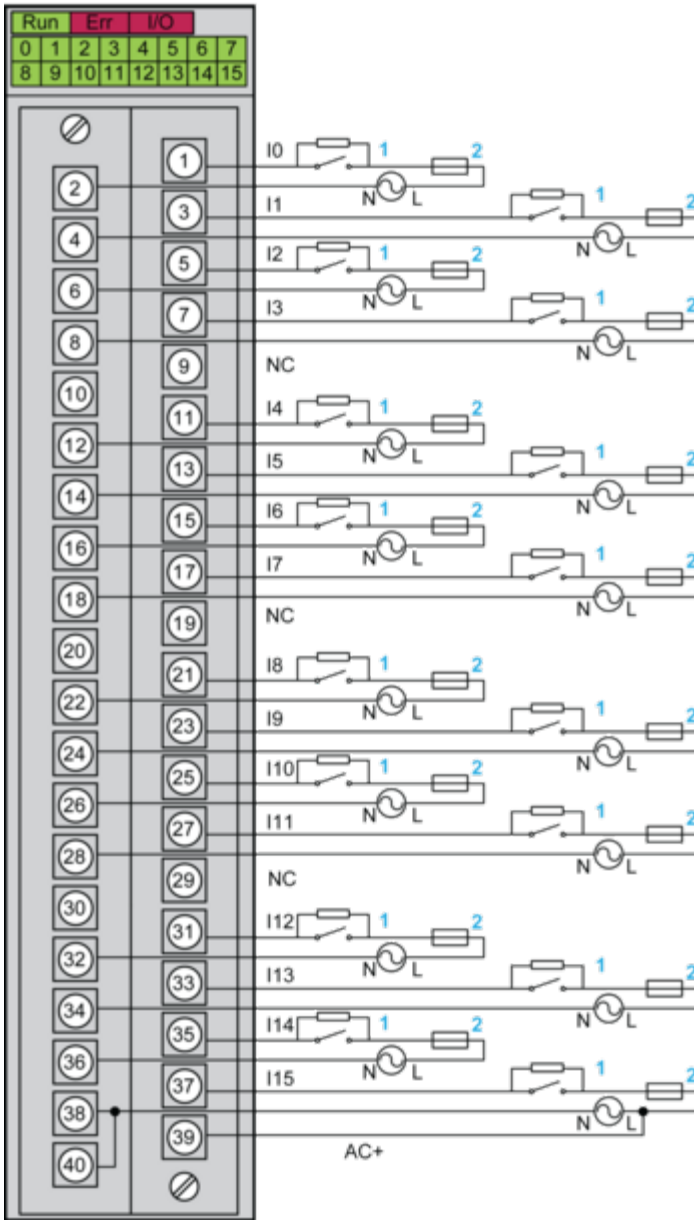 Run Err I/O
0 1 2 3 4 5 6 7
8 9 10 11 12 13 14 15
1 I0 1 2
2 N L
3 I1 1 2
4 N L
5 I2 1 2
6 N L
7 I3 1 2
8 N L
9 NC
10
11 I4 1 2
12 N L
13 I5 1 2
14 N L
15 I6 1 2
16 N L
17 I7 1 2
18 N L
19 NC
20
21 I8 1 2
22 N L
23 I9 1 2
24 N L
25 I10 1 2
26 N L
27 I11 1 2
28 N L
29 NC
30
31 I12 1 2
32 N L
33 I13 1 2
34 N L
35 I14 1 2
36 N L
37 I15 1 2
38 N L
39 AC+
40